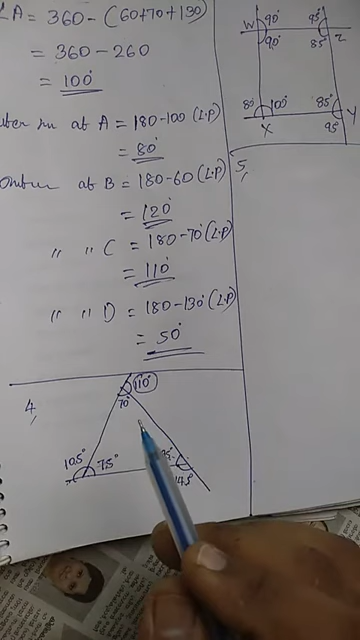 ∠A = 360-(60+70+130)
= 360-260
= 100°
at A = 180-100 (L.P)
= 80°
at B = 180-60 (L.P)
= 120°
" " C = 180-70 (L.P)
= 110°
" " D = 180-130 (L.P)
= 50°
W 90° 95° Z
90° 85°
80° 100° 85° Y
X 95°
5,
4,
110°
70°
105° 75°
145°